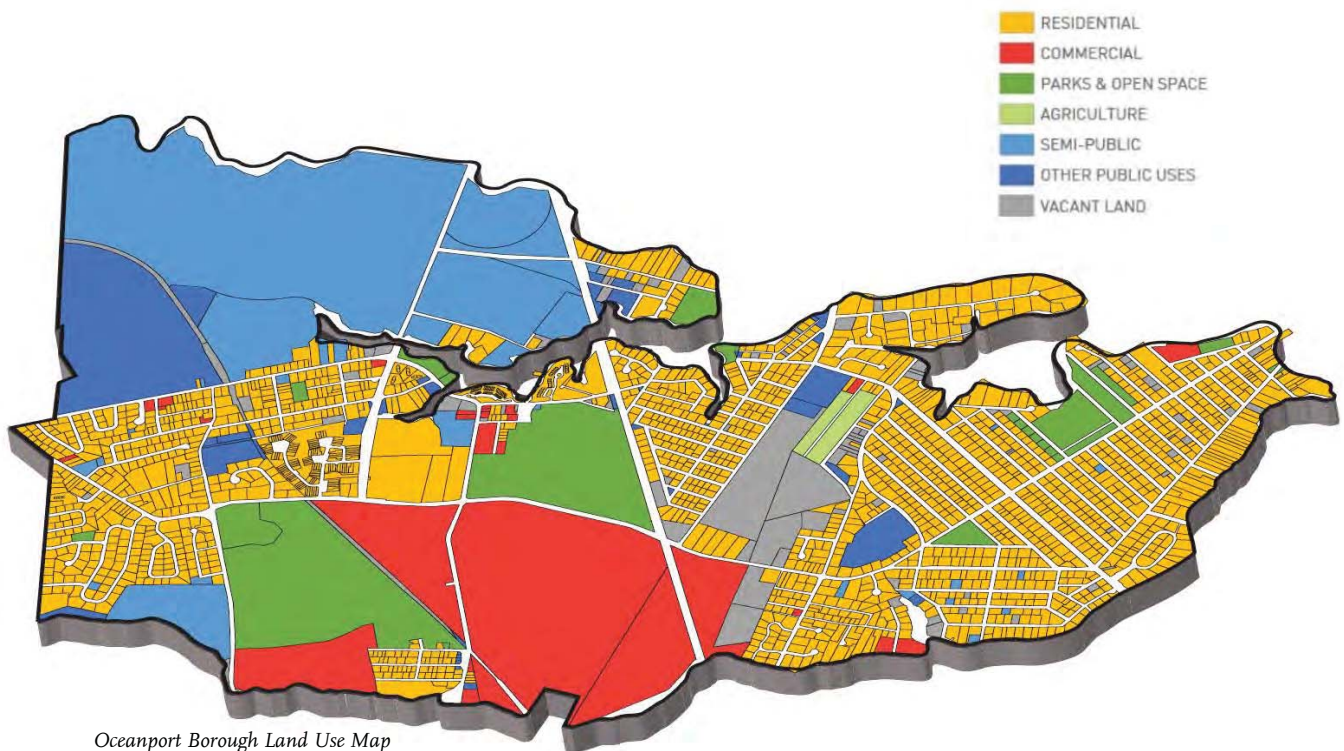 RESIDENTIAL
COMMERCIAL
PARKS & OPEN SPACE
AGRICULTURE
SEMI-PUBLIC
OTHER PUBLIC USES
VACANT LAND
Oceanport Borough Land Use Map